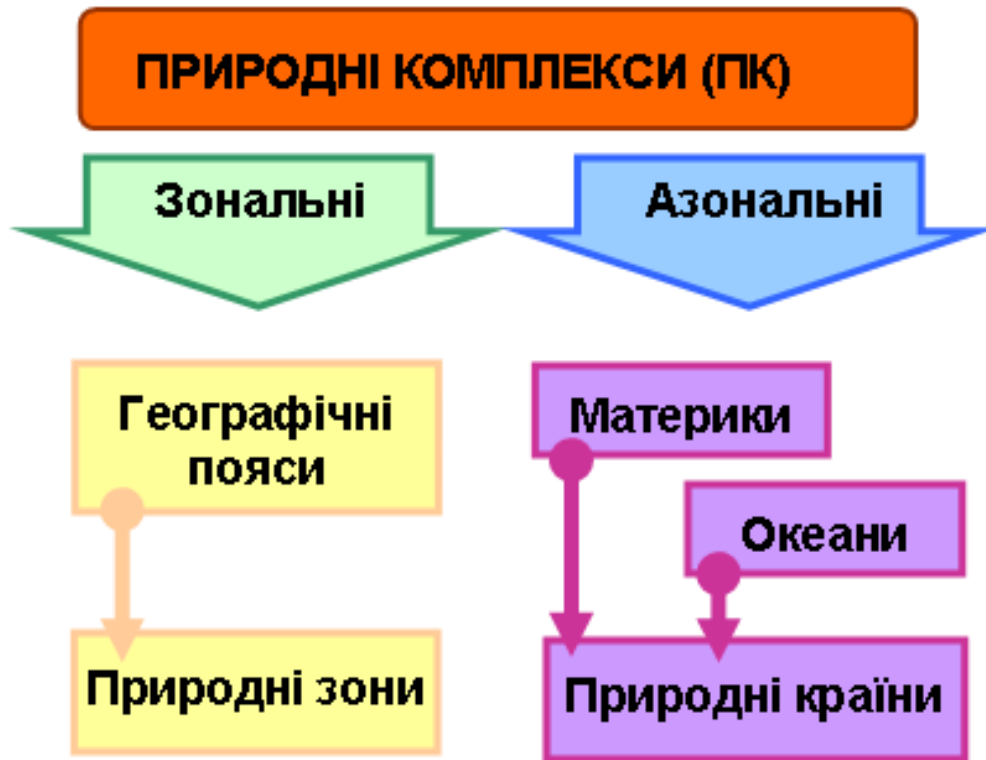 ПРИРОДНІ КОМПЛЕКСИ (ПК)
Зональні
Азональні
Географічні
пояси
Материки
Океани
Природні зони
Природні країни